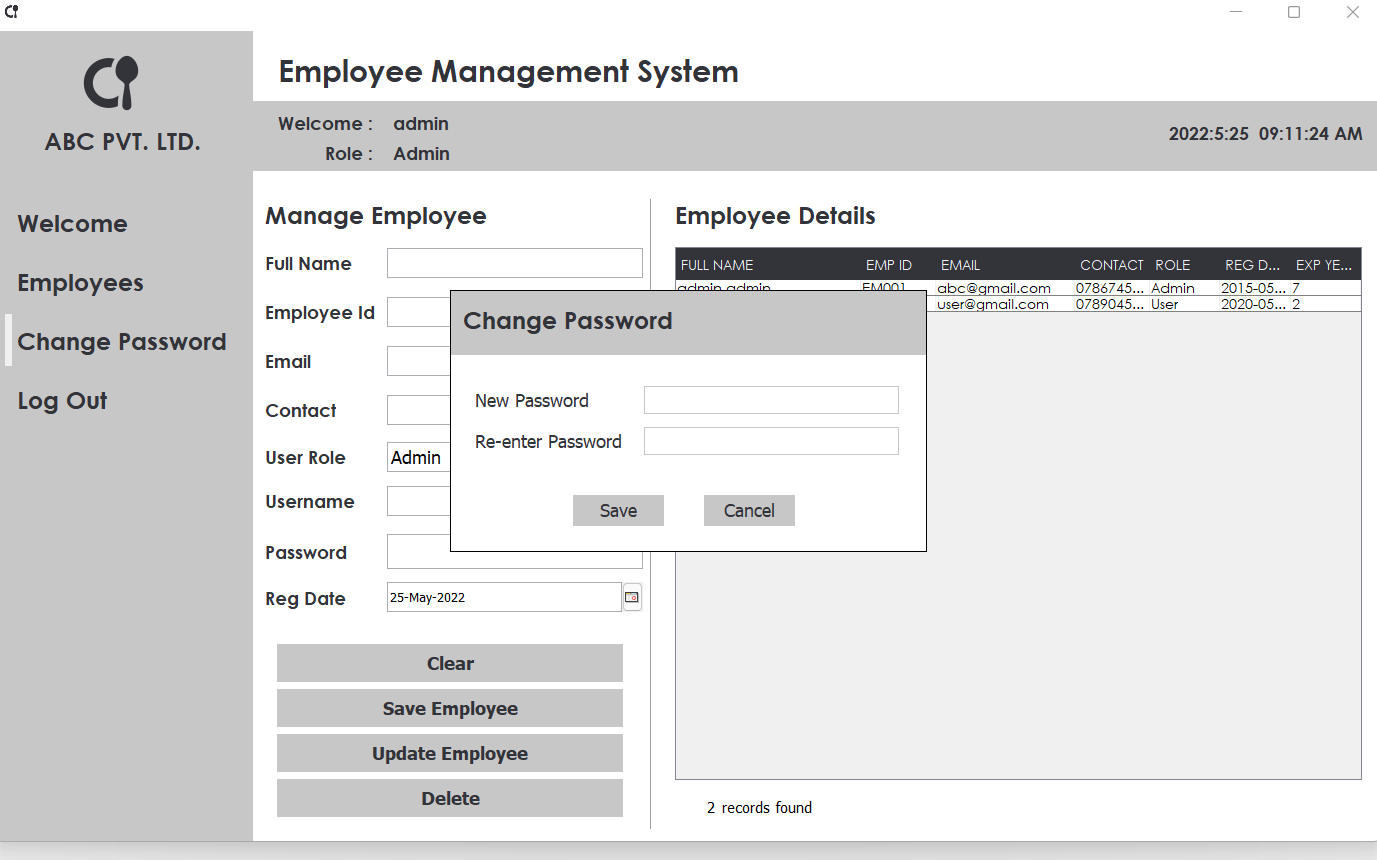 Employee Management System
ABC PVT. LTD.
Welcome : admin
Role : Admin
2022:5:25 09:11:24 AM
Welcome
Employees
Change Password
Log Out
Manage Employee
Full Name
Employee Id
Email
Contact
User Role Admin
Username
Password
Reg Date 25-May-2022
Clear
Save Employee
Update Employee
Delete
Employee Details
FULL NAME EMP ID EMAIL CONTACT ROLE REG D... EXP YE...
admin admin EM001 abc@gmail.com 0786745... Admin 2015-05... 7
user@gmail.com 0789045... User 2020-05... 2
2 records found
Change Password
New Password
Re-enter Password
Save Cancel